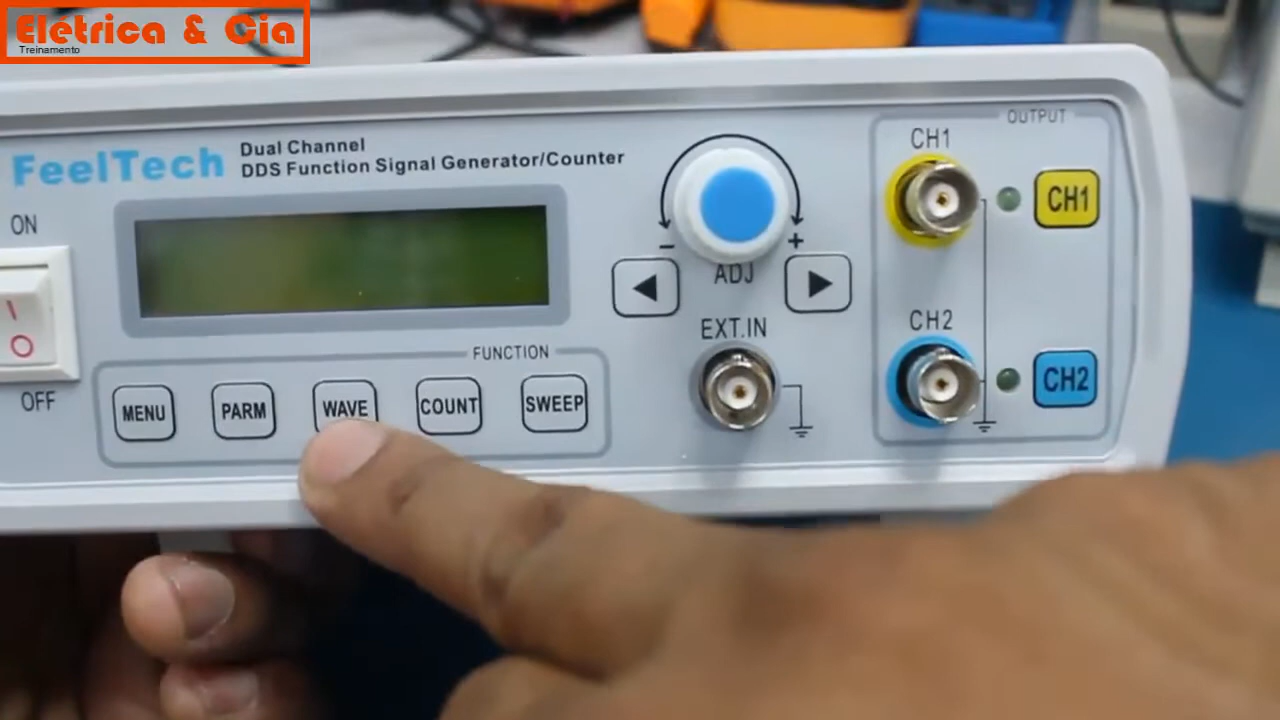 Elétrica & Cia
Treinamento
FeelTech
Dual Channel
DDS Function Signal Generator/Counter
ON
I
O
OFF
FUNCTION
MENU
PARM
WAVE
COUNT
SWEEP
- +
ADJ
EXT.IN
OUTPUT
CH1
CH1
CH2
CH2